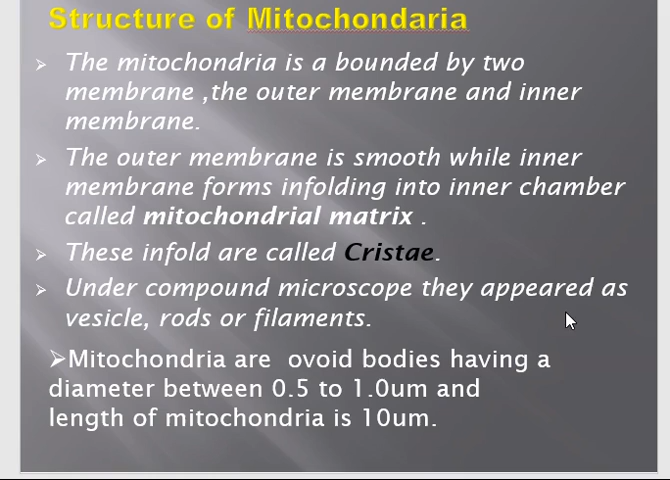 Structure of Mitochondaria
➢ The mitochondria is a bounded by two
membrane ,the outer membrane and inner
membrane.
➢ The outer membrane is smooth while inner
membrane forms infolding into inner chamber
called mitochondrial matrix .
➢ These infold are called Cristae.
➢ Under compound microscope they appeared as
vesicle, rods or filaments.
➢Mitochondria are ovoid bodies having a
diameter between 0.5 to 1.0um and
length of mitochondria is 10um.